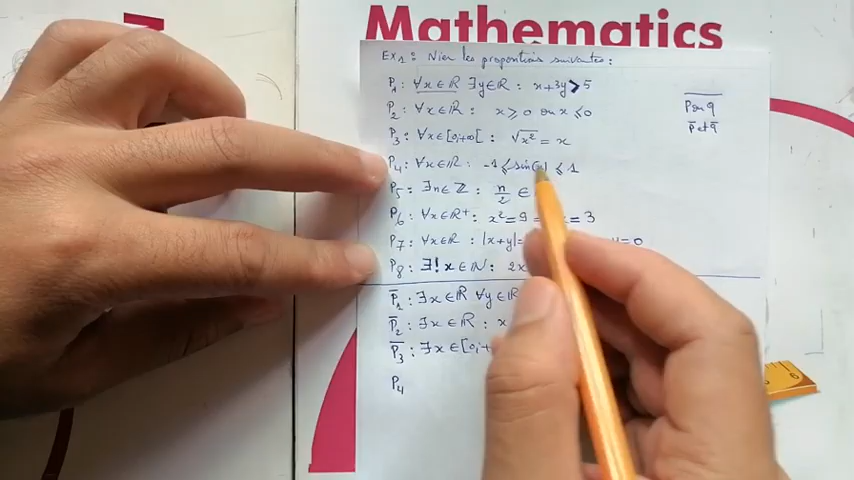 Mathematics
Ex1: Nier les propositions suivantes:
P₁: ∀x∈ℝ ∃y∈ℝ : x+3y>5
P₂: ∀x∈ℝ : x⩾0 ou x⩽0
P₃: ∀x∈[0,+∞[ : √x² = x
P₄: ∀x∈ℝ : -1⩽sin(x)⩽1
P₅: ∃n∈ℤ : n/2 ∈
P₆: ∀x∈ℝ⁺ : x²=9 = 3
P₇: ∀x∈ℝ : |x+y|= y=0
P₈: ∃!x∈ℕ : 2x
P ou q
P̄ et q̄
P̄₁: ∃x∈ℝ ∀y∈
P̄₂: ∃x∈ℝ : x
P̄₃: ∃x∈[0,+
P₄